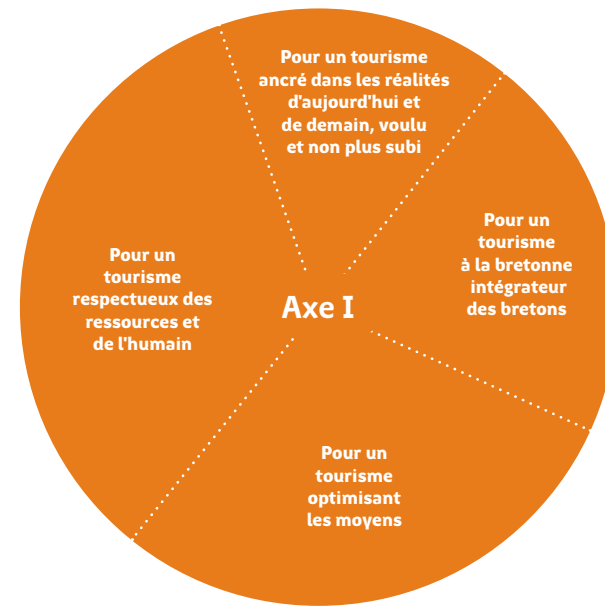 Pour un tourisme
ancré dans les réalités
d'aujourd'hui et
de demain, voulu
et non plus subi
Pour un
tourisme
à la bretonne
intégrateur
des bretons
Pour un
tourisme
respectueux des
ressources et
de l'humain
Axe I
Pour un
tourisme
optimisant
les moyens